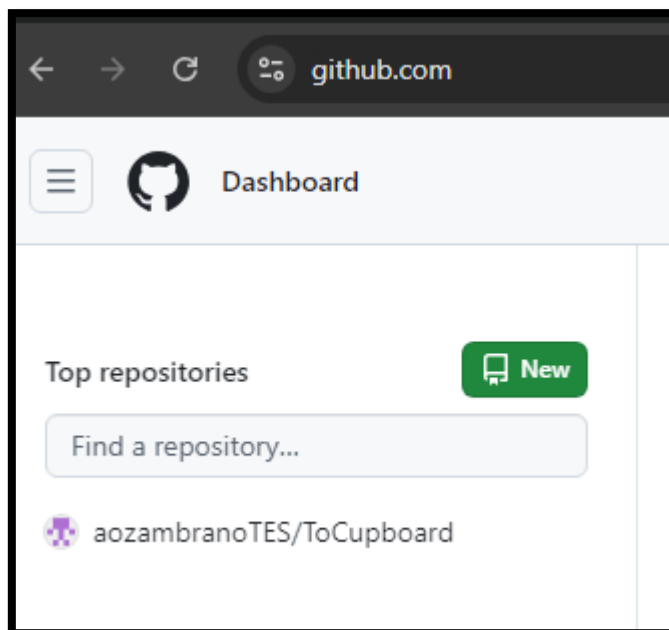 github.com
Dashboard
Top repositories
New
Find a repository...
aozambranoTES/ToCupboard